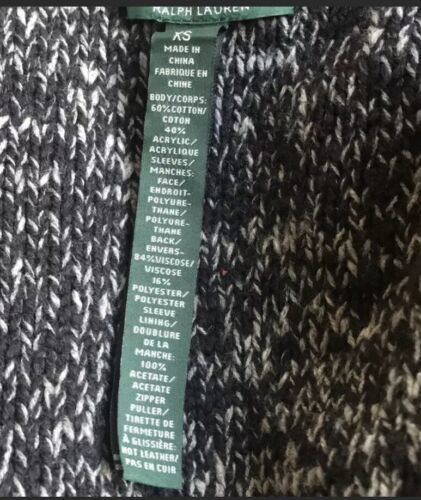 RALPH LAUREN
XS
MADE IN
CHINA
FABRIQUE EN
CHINE
BODY/CORPS:
60%COTTON/
COTON
40%
ACRYLIC/
ACRYLIQUE
SLEEVES/
MANCHES:
FACE/
ENDROIT-
POLYURE-
THANE/
POLYURE-
THANE
BACK/
ENVERS-
84%VISCOSE/
VISCOSE
16%
POLYESTER/
POLYESTER
SLEEVE
LINING/
DOUBLURE
DE LA
MANCHE:
100%
ACETATE/
ACETATE
ZIPPER
PULLER/
TIRETTE DE
FERMETURE
À GLISSIÈRE:
NOT LEATHER/
PAS EN CUIR